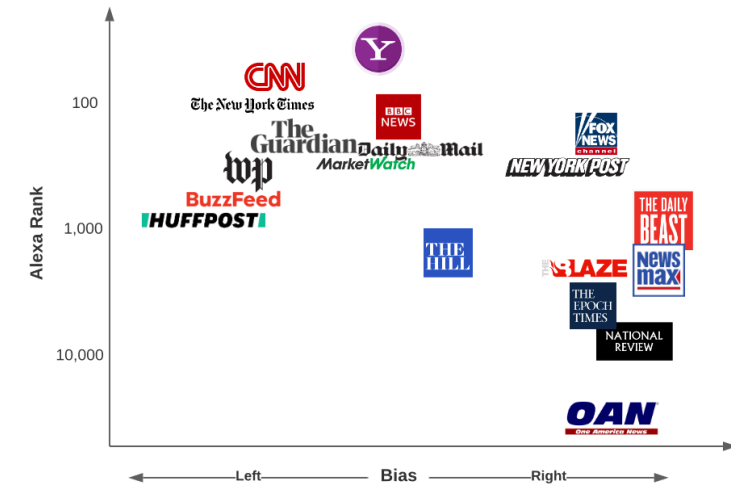 Y
CNN
The New York Times
100
BBC
NEWS
The
Guardian
Daily Mail
MarketWatch
FOX
NEWS
channel
NEW YORK POST
wp
BuzzFeed
HUFFPOST
THE DAILY
BEAST
Alexa Rank
1,000
THE
HILL
THE BLAZE
News
max
THE
EPOCH
TIMES
NATIONAL
REVIEW
10,000
OAN
One America News
Left
Bias
Right